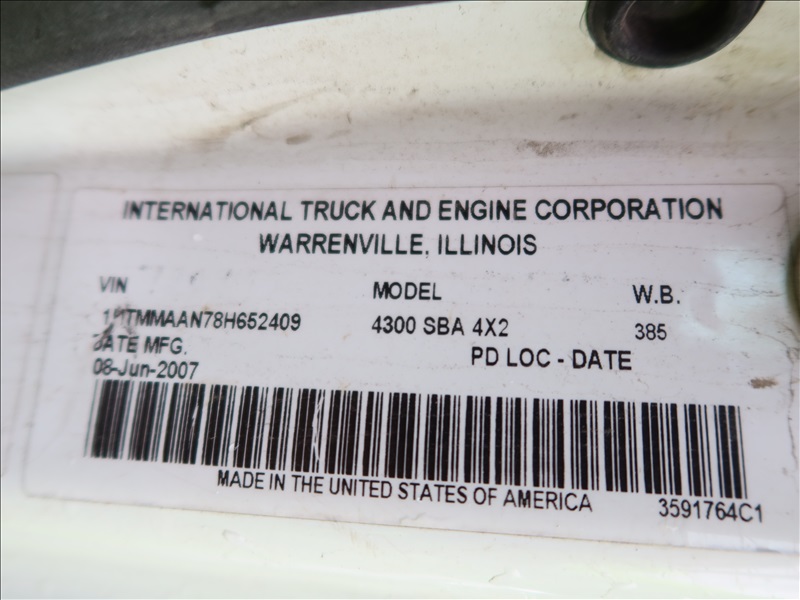 INTERNATIONAL TRUCK AND ENGINE CORPORATION
WARRENVILLE, ILLINOIS
VIN MODEL W.B.
1HTMMAAN78H652409 4300 SBA 4X2 385
DATE MFG. PD LOC - DATE
08-Jun-2007
MADE IN THE UNITED STATES OF AMERICA 3591764C1